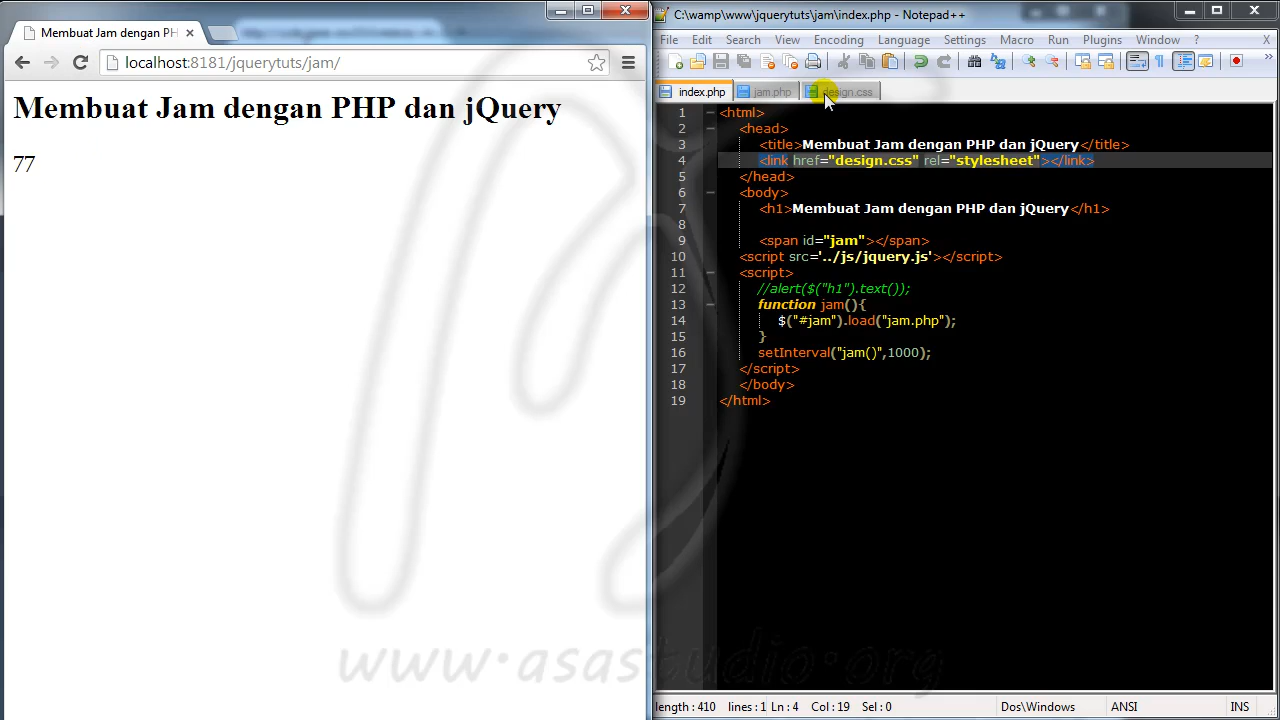 Membuat Jam dengan PH
localhost:8181/jquerytuts/jam/
Membuat Jam dengan PHP dan jQuery
77
C:\wamp\www\jquerytuts\jam\index.php - Notepad++
File Edit Search View Encoding Language Settings Macro Run Plugins Window ? X
index.php jam.php design.css
1 <html>
2 <head>
3 <title>Membuat Jam dengan PHP dan jQuery</title>
4 <link href="design.css" rel="stylesheet"></link>
5 </head>
6 <body>
7 <h1>Membuat Jam dengan PHP dan jQuery</h1>
8
9 <span id="jam"></span>
10 <script src='../js/jquery.js'></script>
11 <script>
12 //alert($("h1").text());
13 function jam(){
14 $("#jam").load("jam.php");
15 }
16 setInterval("jam()",1000);
17 </script>
18 </body>
19 </html>
www.asastudio.org
length : 410 lines : 1 Ln : 4 Col : 19 Sel : 0 Dos\Windows ANSI INS